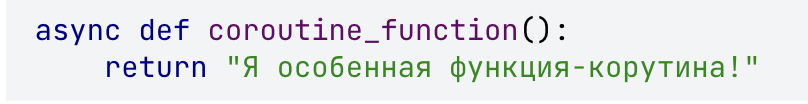 async def coroutine_function():
    return "Я особенная функция-корутина!"